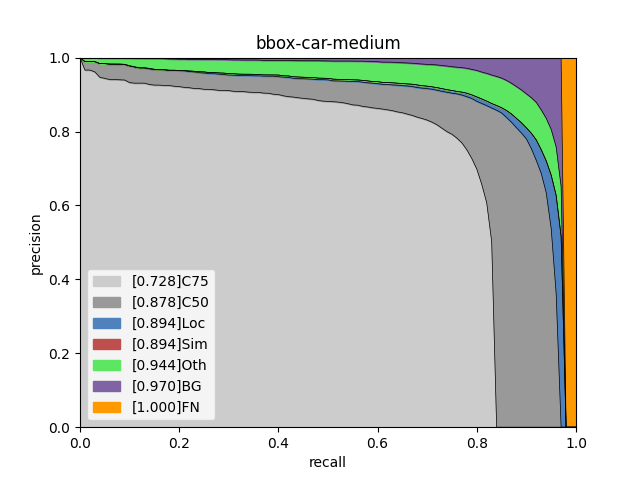 bbox-car-medium
1.0
0.8
0.6
0.4
0.2
0.0
precision
[0.728]C75
[0.878]C50
[0.894]Loc
[0.894]Sim
[0.944]Oth
[0.970]BG
[1.000]FN
0.0 0.2 0.4 0.6 0.8 1.0
recall